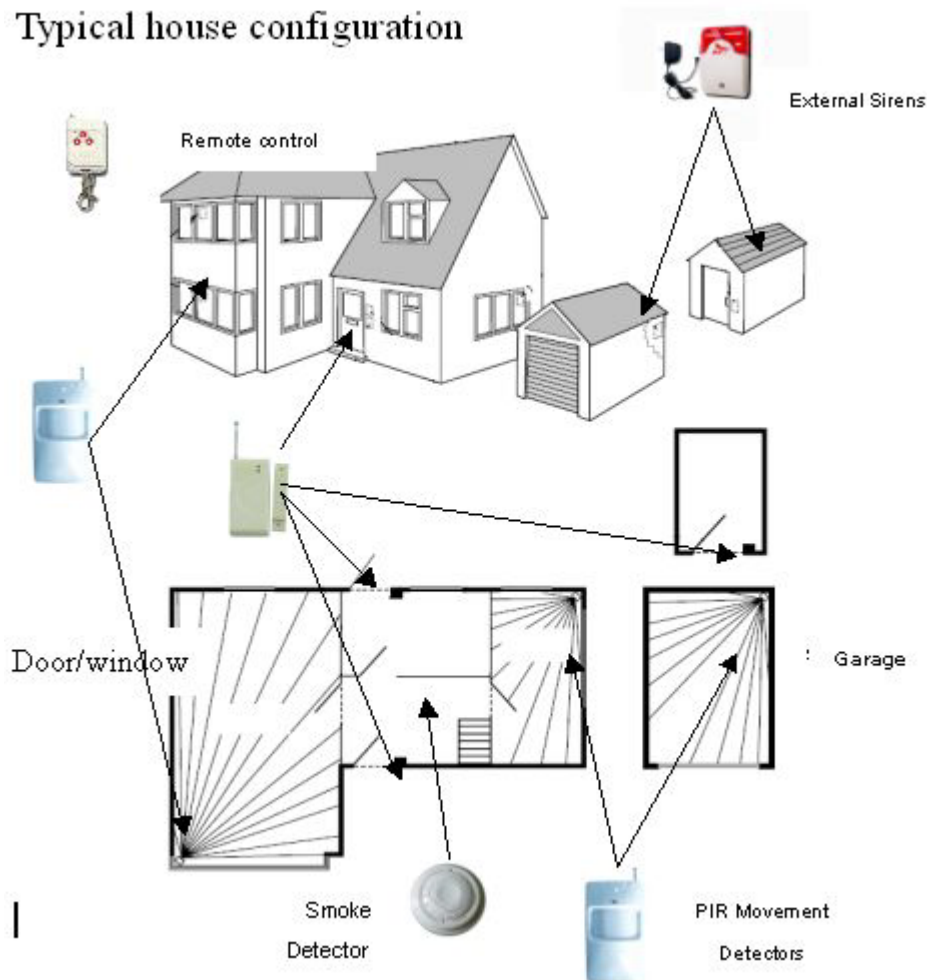 Typical house configuration
External Sirens
Remote control
Door/window
: Garage
Smoke
Detector
PIR Movement
Detectors